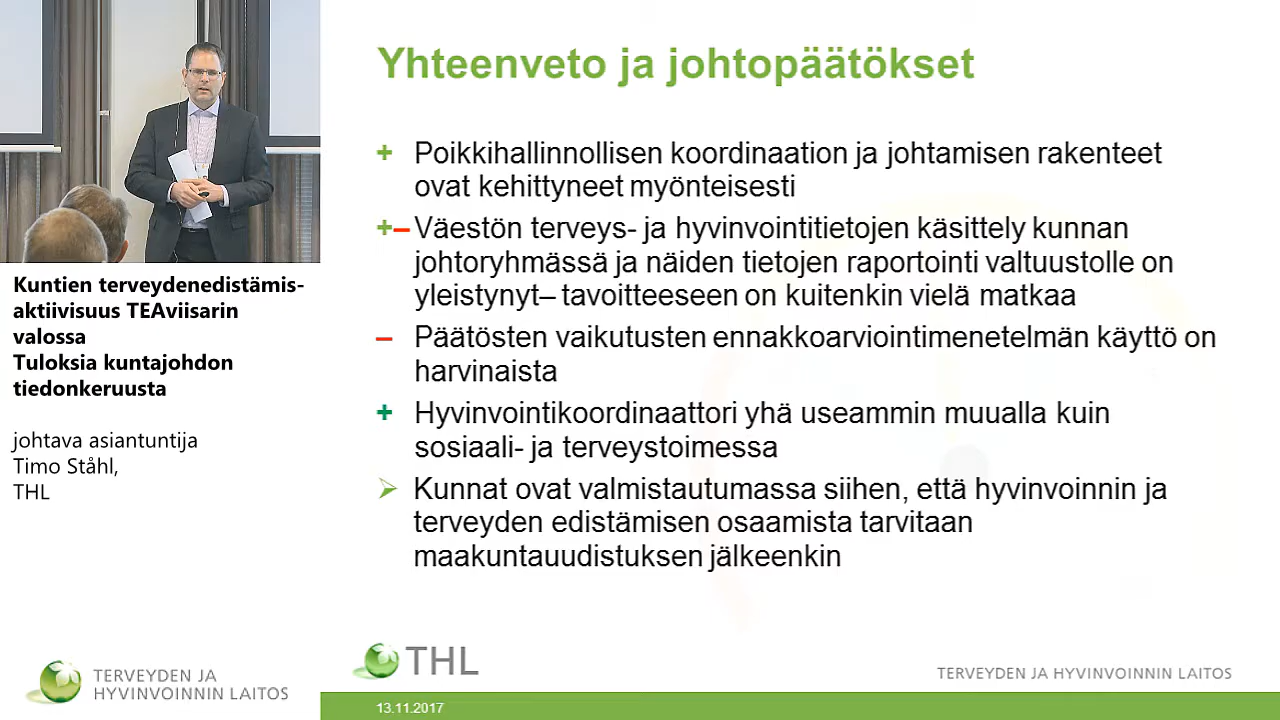 Yhteenveto ja johtopäätökset
+ Poikkihallinnollisen koordinaation ja johtamisen rakenteet
ovat kehittyneet myönteisesti
+– Väestön terveys- ja hyvinvointitietojen käsittely kunnan
johtoryhmässä ja näiden tietojen raportointi valtuustolle on
yleistynyt– tavoitteeseen on kuitenkin vielä matkaa
– Päätösten vaikutusten ennakkoarviointimenetelmän käyttö on
harvinaista
+ Hyvinvointikoordinaattori yhä useammin muualla kuin
sosiaali- ja terveystoimessa
➢ Kunnat ovat valmistautumassa siihen, että hyvinvoinnin ja
terveyden edistämisen osaamista tarvitaan
maakuntauudistuksen jälkeenkin
Kuntien terveydenedistämis-
aktiivisuus TEAviisarin
valossa
Tuloksia kuntajohdon
tiedonkeruusta
johtava asiantuntija
Timo Ståhl,
THL
TERVEYDEN JA
HYVINVOINNIN LAITOS
THL
TERVEYDEN JA HYVINVOINNIN LAITOS
13.11.2017